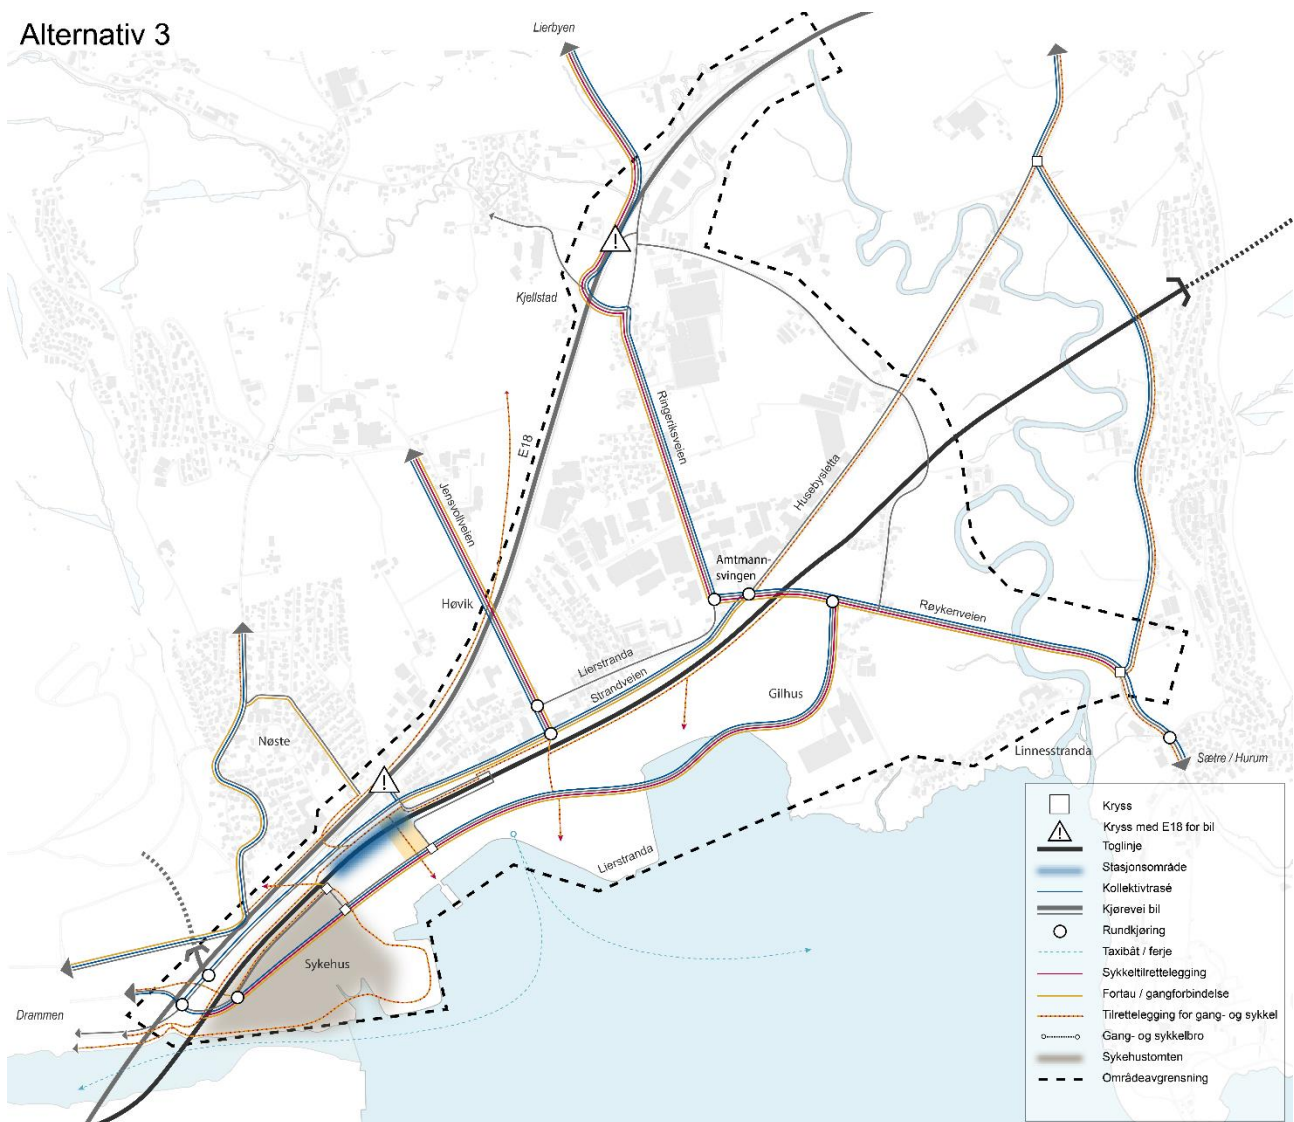 Alternativ 3
Lierbyen
Kjellstad
E18
Ringeriksveien
Jensvollveien
Husebysletta
Amtmann-
svingen
Høvik
Røykenveien
Lierstranda
Strandveien
Gilhus
Nøste
Linnesstranda
Sætre / Hurum
Lierstranda
Sykehus
Drammen
Kryss
Kryss med E18 for bil
Toglinje
Stasjonsområde
Kollektivtrasé
Kjørevei bil
Rundkjøring
Taxibåt / ferje
Sykkeltilrettelegging
Fortau / gangforbindelse
Tilrettelegging for gang- og sykkel
Gang- og sykkelbro
Sykehustomten
Områdeavgrensning